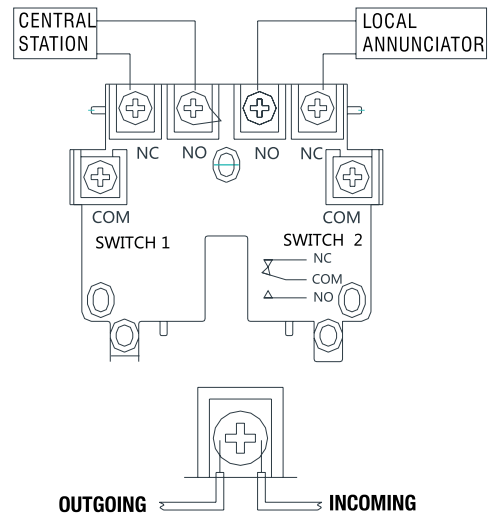 CENTRAL
STATION
LOCAL
ANNUNCIATOR
NC
NO
NO
NC
COM
COM
SWITCH 1
SWITCH 2
NC
COM
NO
OUTGOING
INCOMING